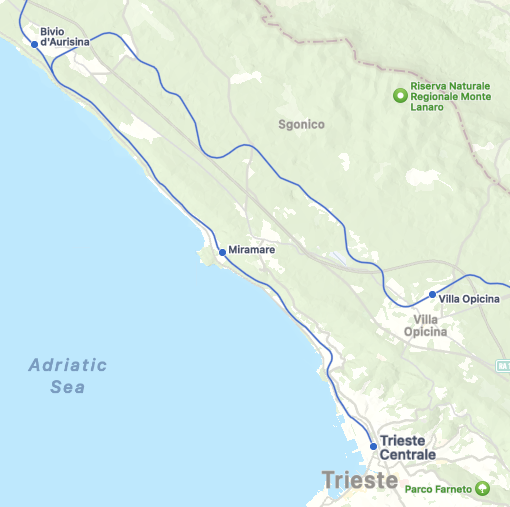 Bivio
d'Aurisina
Riserva Naturale
Regionale Monte
Lanaro
Sgonico
Miramare
Villa Opicina
Villa
Opicina
RA
Adriatic
Sea
Trieste
Centrale
Trieste
Parco Farneto